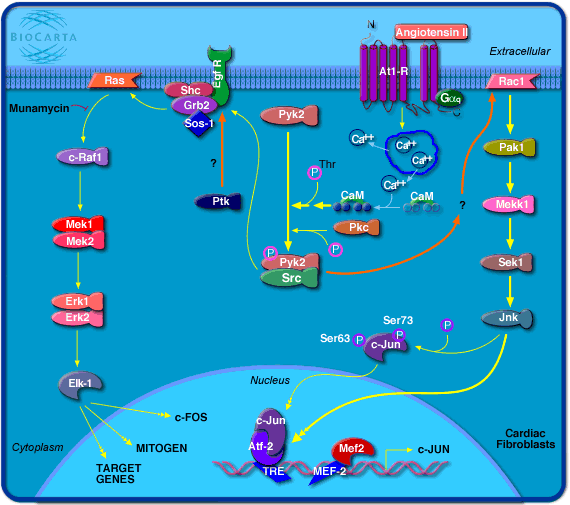 BIOCARTA
N
Angiotensin II
Extracellular
Egf R
At1-R
Ras
Rac1
Shc
Grb2
Gαq
Munamycin
Sos-1
Pyk2
Ca++
Ca++
Ca++
Pak1
c-Raf1
?
Thr
P
Ca++
Ptk
CaM
CaM
Mekk1
?
Mek1
Mek2
Pkc
P
P
Pyk2
Src
Sek1
Erk1
Erk2
Jnk
Ser73
P
P
Ser63
P
c-Jun
Elk-1
Nucleus
c-FOS
c-Jun
Cytoplasm
MITOGEN
Atf-2
Mef2
c-JUN
Cardiac
Fibroblasts
TARGET
GENES
TRE
MEF-2